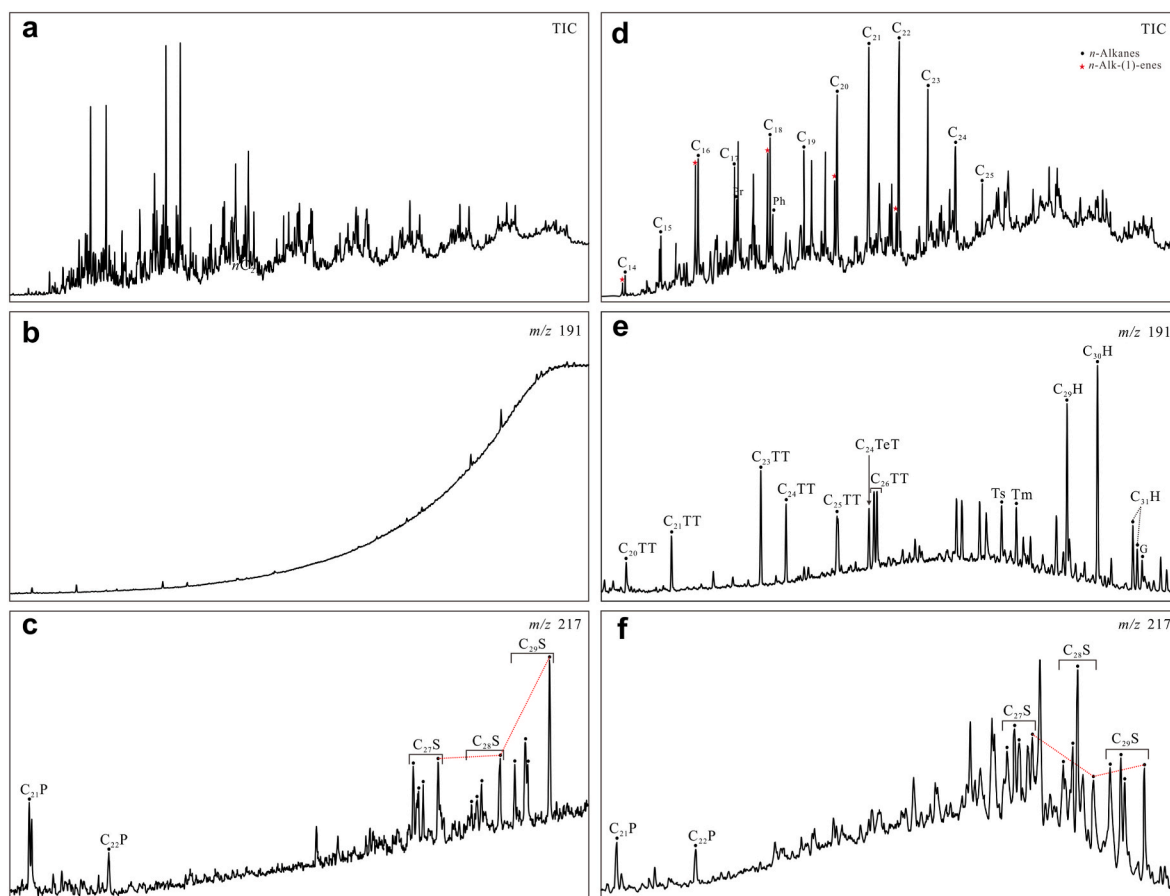 a
TIC
b
m/z 191
c
m/z 217
C₂₁P
C₂₂P
C₂₇S
C₂₈S
C₂₉S
d
TIC
n-Alkanes
n-Alk-(1)-enes
C₁₄
C₁₅
C₁₆
C₁₇
Pr
C₁₈
Ph
C₁₉
C₂₀
C₂₁
C₂₂
C₂₃
C₂₄
C₂₅
e
m/z 191
C₂₀TT
C₂₁TT
C₂₃TT
C₂₄TT
C₂₅TT
C₂₄TeT
C₂₆TT
Ts
Tm
C₂₉H
C₃₀H
C₃₁H
G
f
m/z 217
C₂₁P
C₂₂P
C₂₇S
C₂₈S
C₂₉S